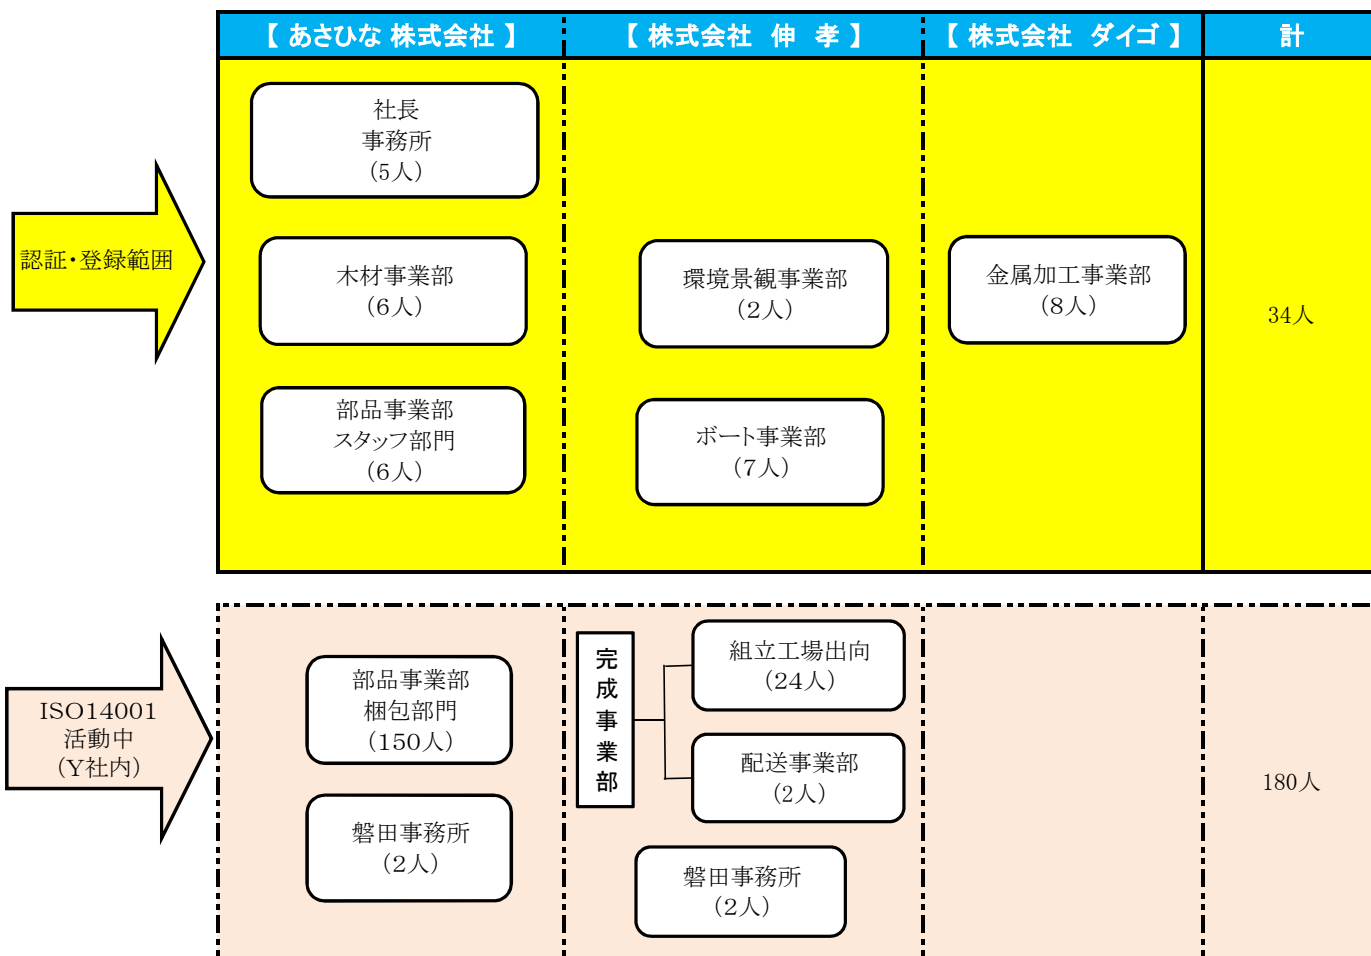 【 あさひな 株式会社 】
【 株式会社　伸　孝 】
【 株式会社　ダイゴ 】
計
認証・登録範囲
社長
事務所
(5人)
木材事業部
(6人)
部品事業部
スタッフ部門
(6人)
環境景観事業部
(2人)
ボート事業部
(7人)
金属加工事業部
(8人)
34人
ISO14001
活動中
(Y社内)
部品事業部
梱包部門
(150人)
磐田事務所
(2人)
完成事業部
組立工場出向
(24人)
配送事業部
(2人)
磐田事務所
(2人)
180人